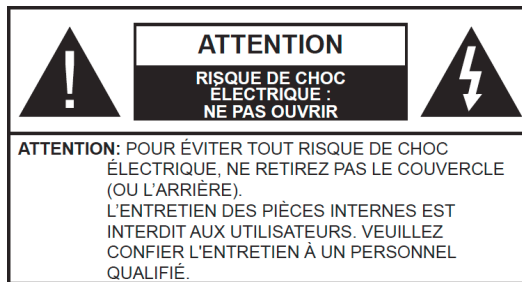 ATTENTION
RISQUE DE CHOC
ÉLECTRIQUE :
NE PAS OUVRIR
ATTENTION: POUR ÉVITER TOUT RISQUE DE CHOC
ÉLECTRIQUE, NE RETIREZ PAS LE COUVERCLE
(OU L'ARRIÈRE).
L'ENTRETIEN DES PIÈCES INTERNES EST
INTERDIT AUX UTILISATEURS. VEUILLEZ
CONFIER L'ENTRETIEN À UN PERSONNEL
QUALIFIÉ.